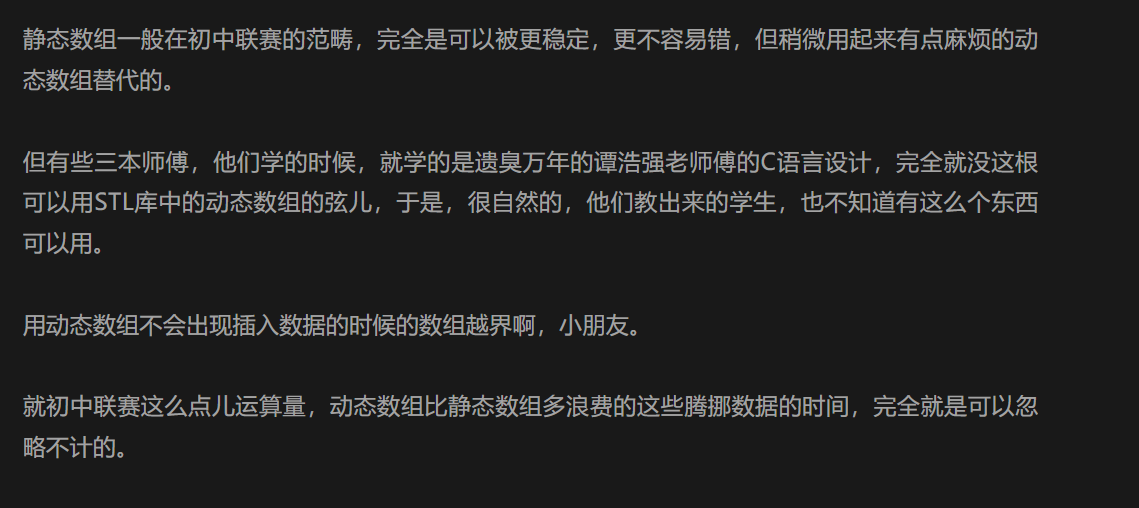 静态数组一般在初中联赛的范畴，完全是可以被更稳定，更不容易错，但稍微用起来有点麻烦的动
态数组替代的。
但有些三本师傅，他们学的时候，就学的是遗臭万年的谭浩强老师傅的C语言设计，完全就没这根
可以用STL库中的动态数组的弦儿，于是，很自然的，他们教出来的学生，也不知道有这么个东西
可以用。
用动态数组不会出现插入数据的时候的数组越界啊，小朋友。
就初中联赛这么点儿运算量，动态数组比静态数组多浪费的这些腾挪数据的时间，完全就是可以忽
略不计的。